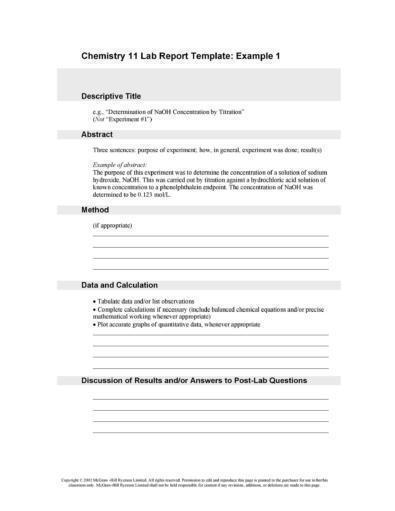 Chemistry 11 Lab Report Template: Example 1
Descriptive Title
e.g., “Determination of NaOH Concentration by Titration”
(Not “Experiment #1”)
Abstract
Three sentences: purpose of experiment; how, in general, experiment was done; result(s)
Example of abstract:
The purpose of this experiment was to determine the concentration of a solution of sodium
hydroxide, NaOH. This was carried out by titration against a hydrochloric acid solution of
known concentration to a phenolphthalein endpoint. The concentration of NaOH was
determined to be 0.123 mol/L.
Method
(if appropriate)
Data and Calculation
• Tabulate data and/or list observations
• Complete calculations if necessary (include balanced chemical equations and/or precise
mathematical working whenever appropriate)
• Plot accurate graphs of quantitative data, whenever appropriate
Discussion of Results and/or Answers to Post-Lab Questions
Copyright © 2002 McGraw-Hill Ryerson Limited. All rights reserved. Permission to edit and reproduce this page is granted to the purchaser for use in her/his
classroom only. McGraw-Hill Ryerson Limited shall not be held responsible for content if any revisions, additions, or deletions are made to this page.